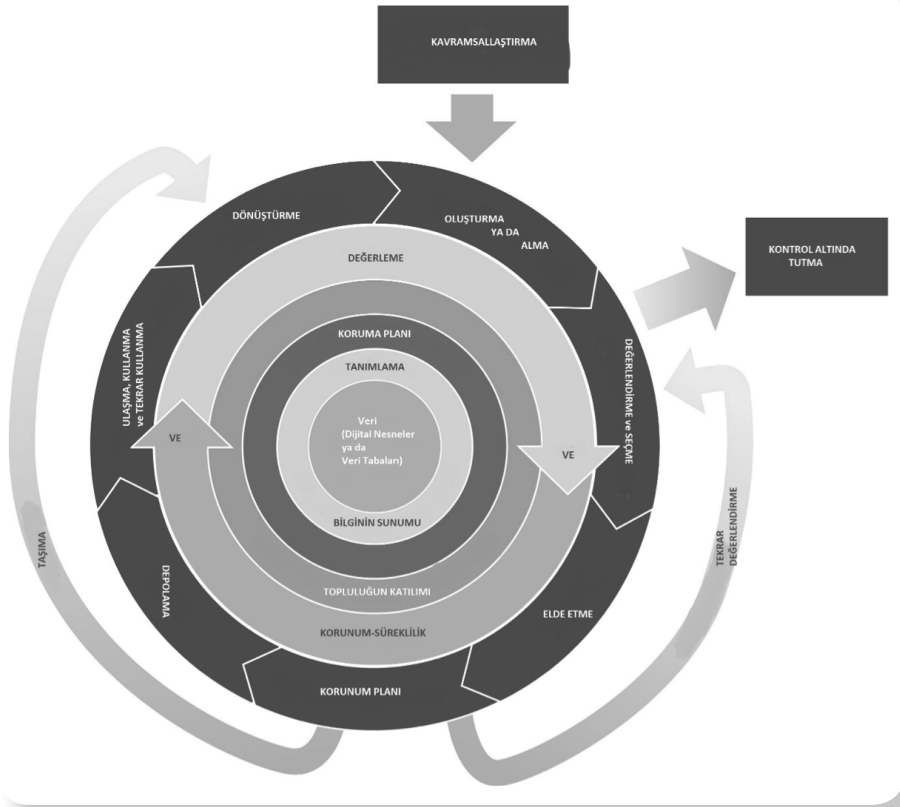 KAVRAMSALLAŞTIRMA
DÖNÜŞTÜRME
OLUŞTURMA
YA DA
ALMA
KONTROL ALTINDA
TUTMA
DEĞERLEME
KORUMA PLANI
TANIMLAMA
ULAŞMA, KULLANMA
ve TEKRAR KULLANMA
DEĞERLENDİRME ve SEÇME
VE
Veri
(Dijital Nesneler
ya da
Veri Tabaları)
VE
BİLGİNİN SUNUMU
TAŞIMA
TEKRAR
DEĞERLENDİRME
DEPOLAMA
TOPLULUĞUN KATILIMI
ELDE ETME
KORUNUM-SÜREKLİLİK
KORUNUM PLANI